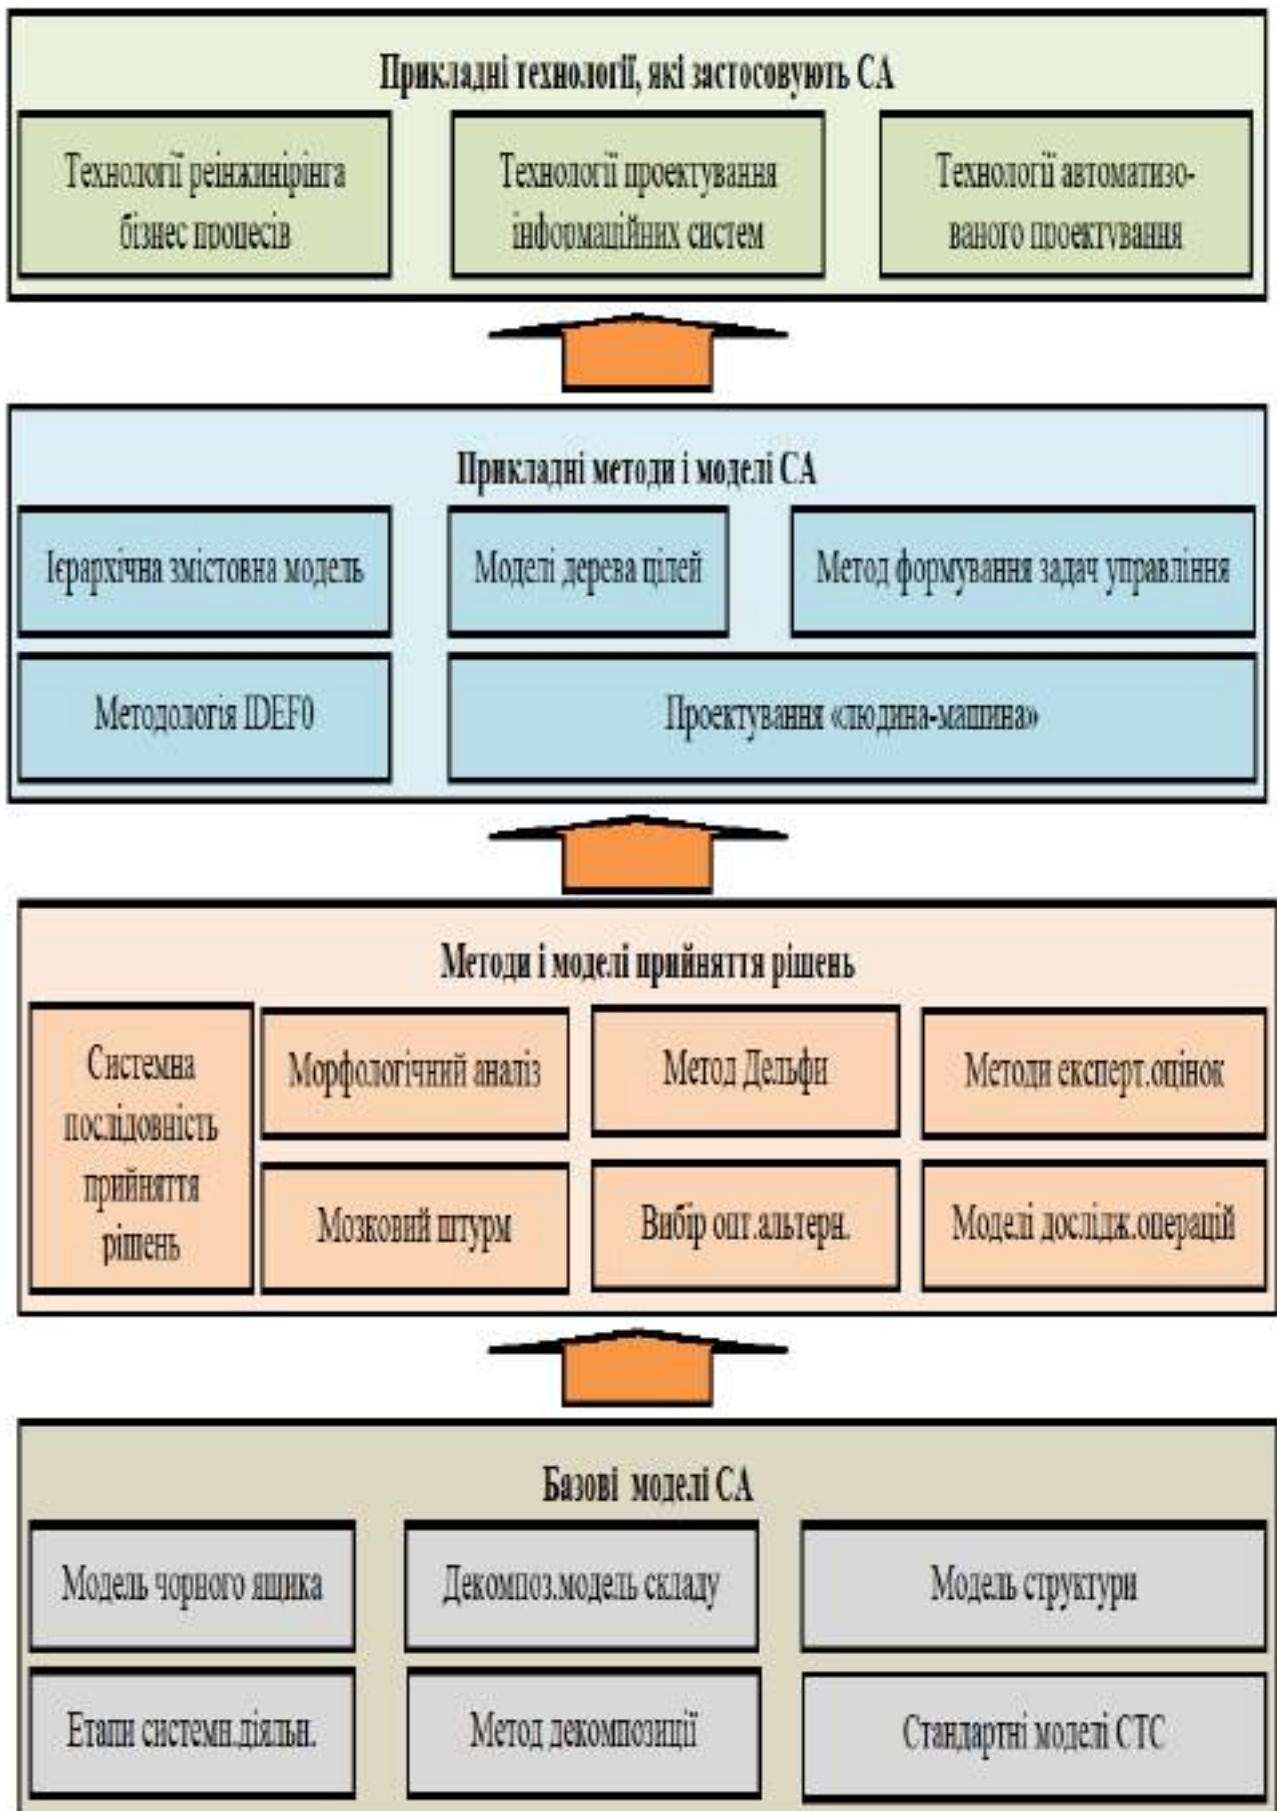 Прикладні технології, які застосовують СА
Технології реінжинірінга
бізнес процесів
Технології проектування
інформаційних систем
Технології автоматизо-
ваного проектування
Прикладні методи і моделі СА
Ієрархічна змістовна модель
Моделі дерева цілей
Метод формування задач управління
Методологія IDEF0
Проектування «людина-машина»
Методи і моделі прийняття рішень
Системна
послідовність
прийняття
рішень
Морфологічний аналіз
Метод Дельфи
Методи експерт.оцінок
Мозковий штурм
Вибір опт.альтерн.
Моделі дослідж.операцій
Базові моделі СА
Модель чорного ящика
Декомпоз.модель складу
Модель структури
Етапи системн.діяльн.
Метод декомпозиції
Стандартні моделі СТС